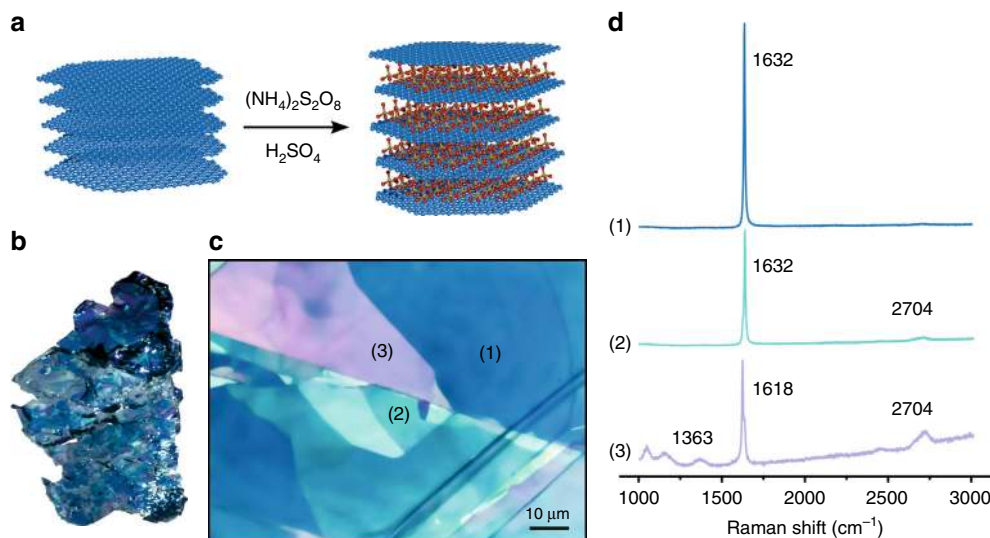 a
(NH4)2S2O8
H2SO4
b
c
(3)
(1)
(2)
10 µm
d
1632
(1)
1632
2704
(2)
1618
2704
1363
(3)
1000 1500 2000 2500 3000
Raman shift (cm⁻¹)